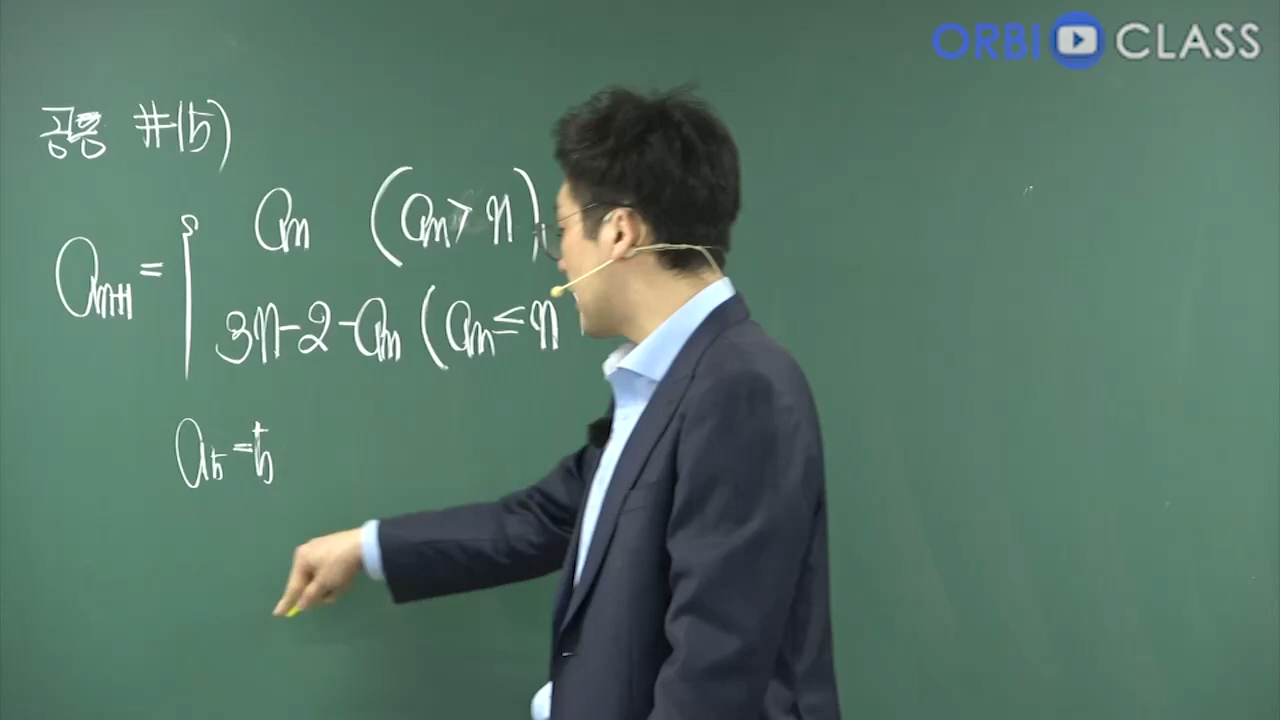 ORBI CLASS
공통 #15)
aₙ₊₁ = { aₙ (aₙ > n)
3n-2-aₙ (aₙ ≤ n
a₅ = 5